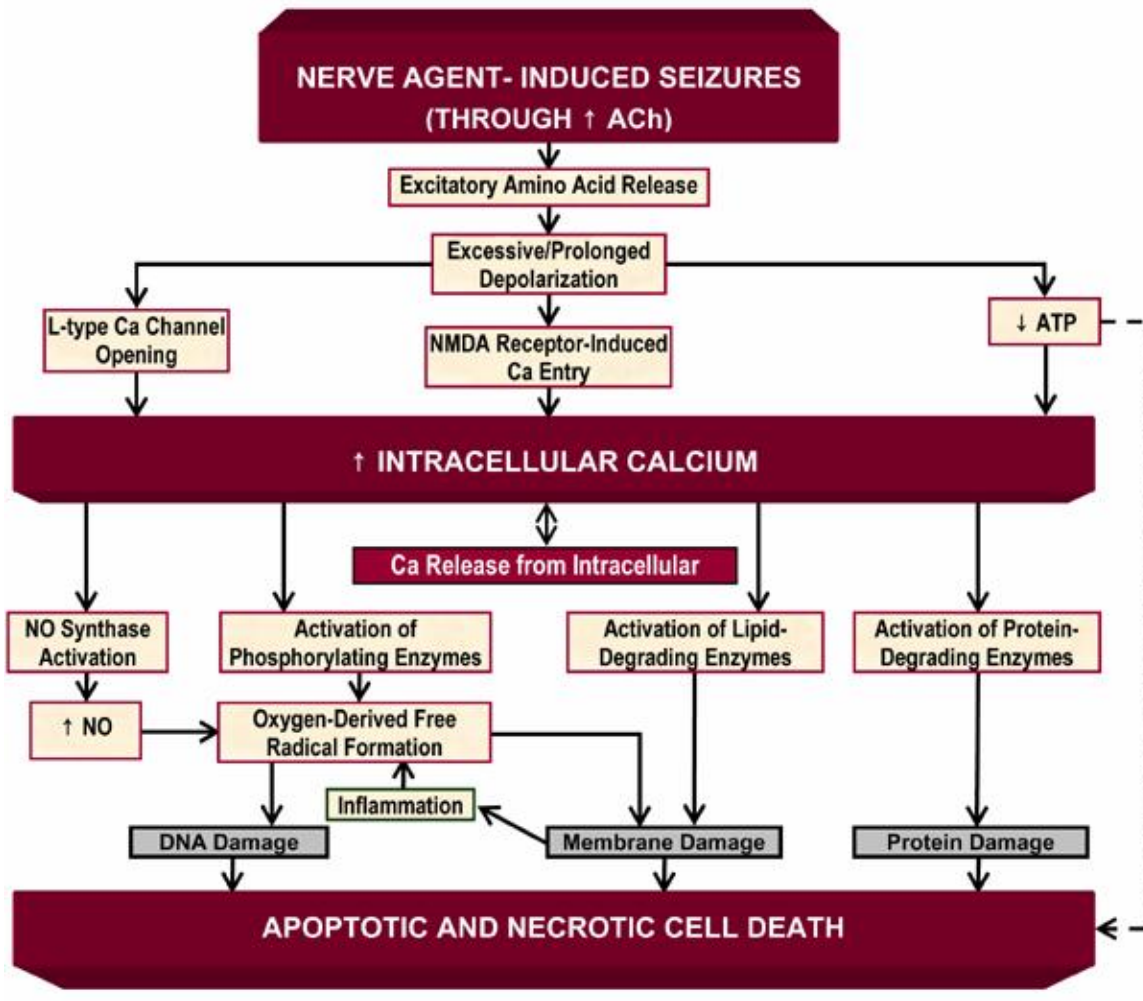 NERVE AGENT- INDUCED SEIZURES
(THROUGH ↑ ACh)
Excitatory Amino Acid Release
Excessive/Prolonged
Depolarization
L-type Ca Channel
Opening
NMDA Receptor-Induced
Ca Entry
↓ ATP
↑ INTRACELLULAR CALCIUM
Ca Release from Intracellular
NO Synthase
Activation
Activation of
Phosphorylating Enzymes
Activation of Lipid-
Degrading Enzymes
Activation of Protein-
Degrading Enzymes
↑ NO
Oxygen-Derived Free
Radical Formation
Inflammation
DNA Damage
Membrane Damage
Protein Damage
APOPTOTIC AND NECROTIC CELL DEATH